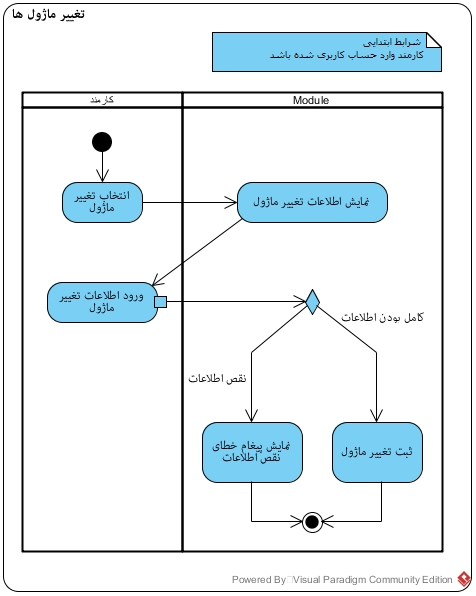 تغییر ماژول ها
شرایط ابتدایی
کارمند وارد حساب کاربری شده باشد
کارمند
Module
انتخاب تغییر
ماژول
نمایش اطلاعات تغییر ماژول
ورود اطلاعات تغییر
ماژول
کامل بودن اطلاعات
نقص اطلاعات
نمایش پیغام خطای
نقص اطلاعات
ثبت تغییر ماژول
Powered By Visual Paradigm Community Edition